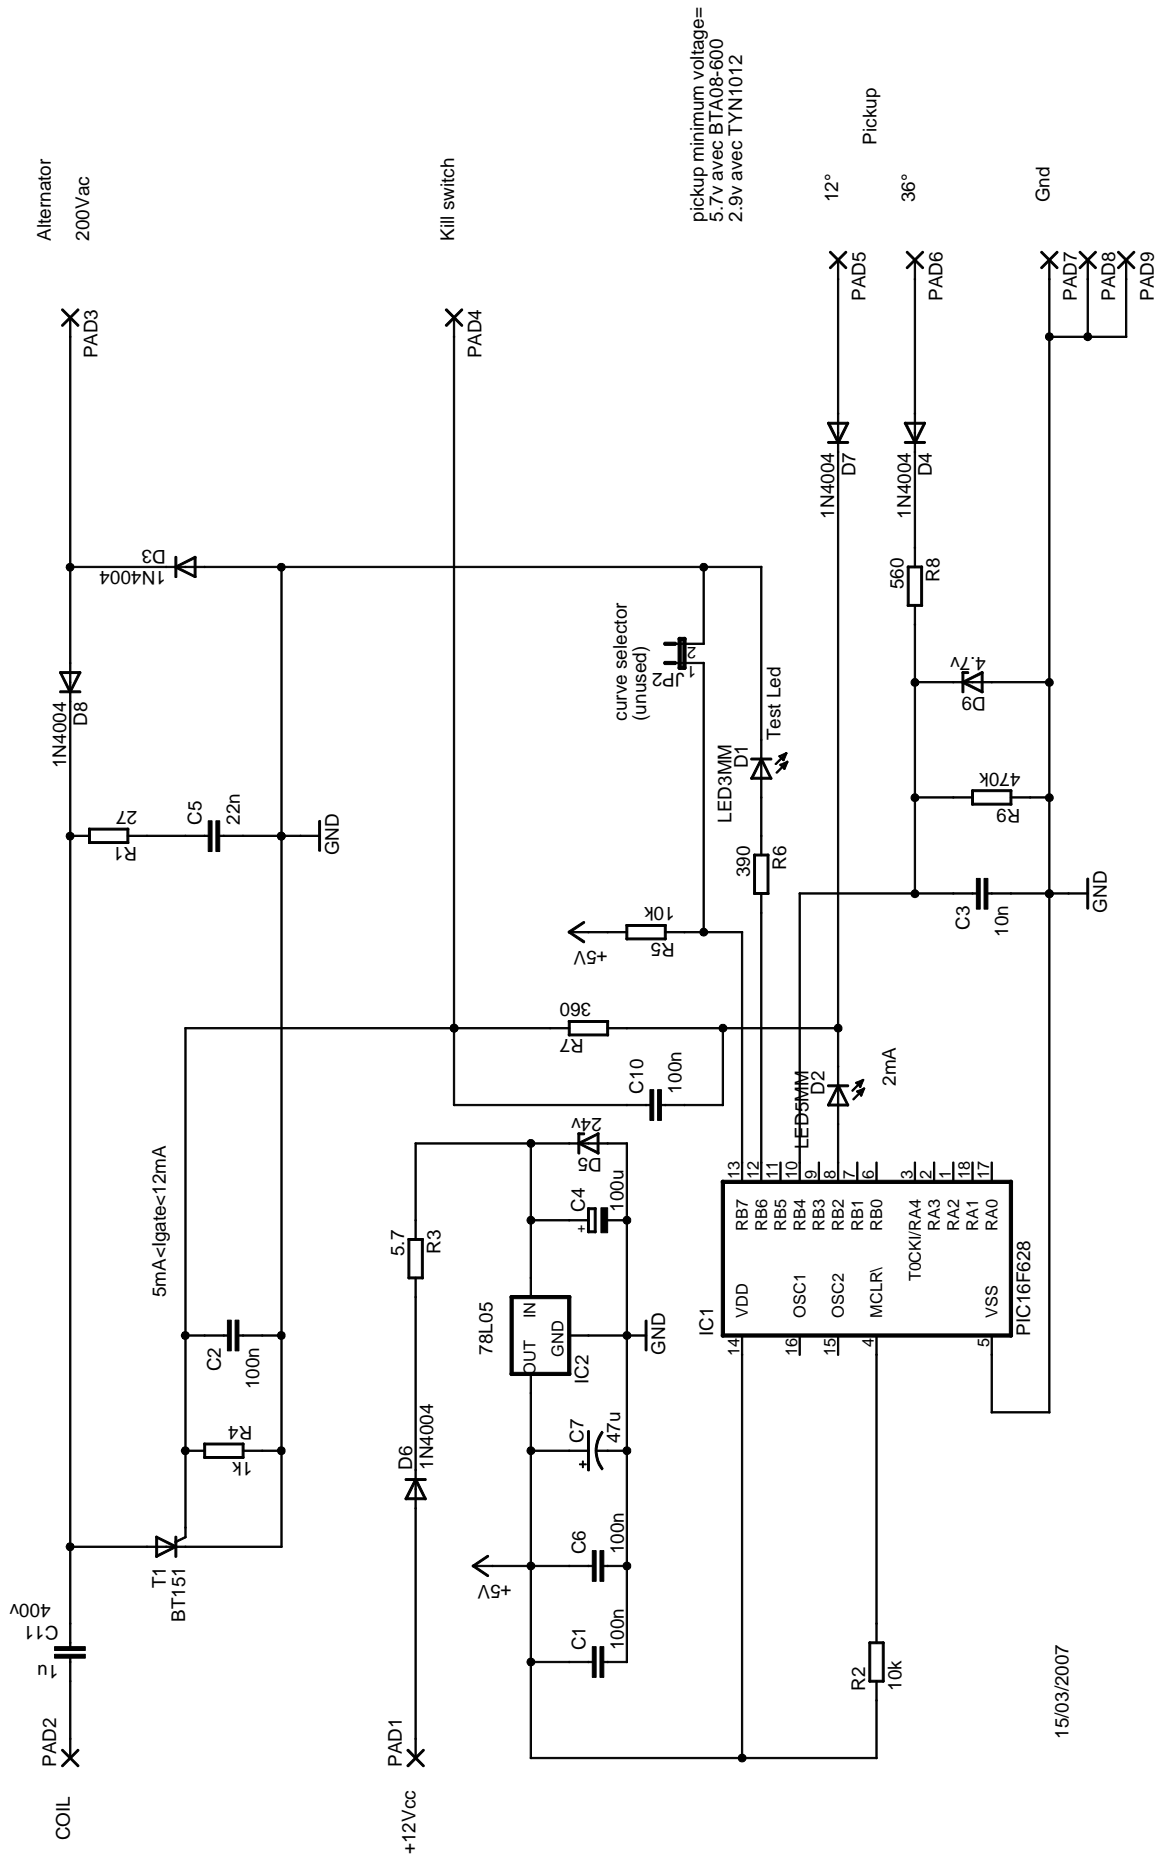 COIL
PAD2
1u
C11
400v
T1
BT151
1k
R4
C2
100n
5mA<Igate<12mA
R1
27
C5
22n
GND
1N4004
D8
1N4004
D3
PAD3
Alternator
200Vac
+12Vcc
PAD1
D6
1N4004
5.7
R3
+5V
C1
100n
C6
100n
C7
47u
78L05
OUT
IN
GND
IC2
GND
C4
100u
D5
24v
C10
100n
R7
360
PAD4
Kill switch
+5V
R5
10k
curve selector
(unused)
JP2
1
2
390
R6
LED3MM
D1
Test Led
LED5MM
D2
2mA
pickup minimum voltage=
5.7v avec BTA08-600
2.9v avec TYN1012
1N4004
D7
PAD5
12°
Pickup
1N4004
D4
PAD6
36°
560
R8
D9
4.7v
R9
470k
C3
10n
GND
PAD7
PAD8
PAD9
Gnd
IC1
14
VDD
16
OSC1
15
OSC2
4
MCLR\
5
VSS
RB7
13
RB6
12
RB5
11
RB4
10
RB3
9
RB2
8
RB1
7
RB0
6
T0CKI/RA4
3
RA3
2
RA2
1
RA1
18
RA0
17
PIC16F628
R2
10k
15/03/2007